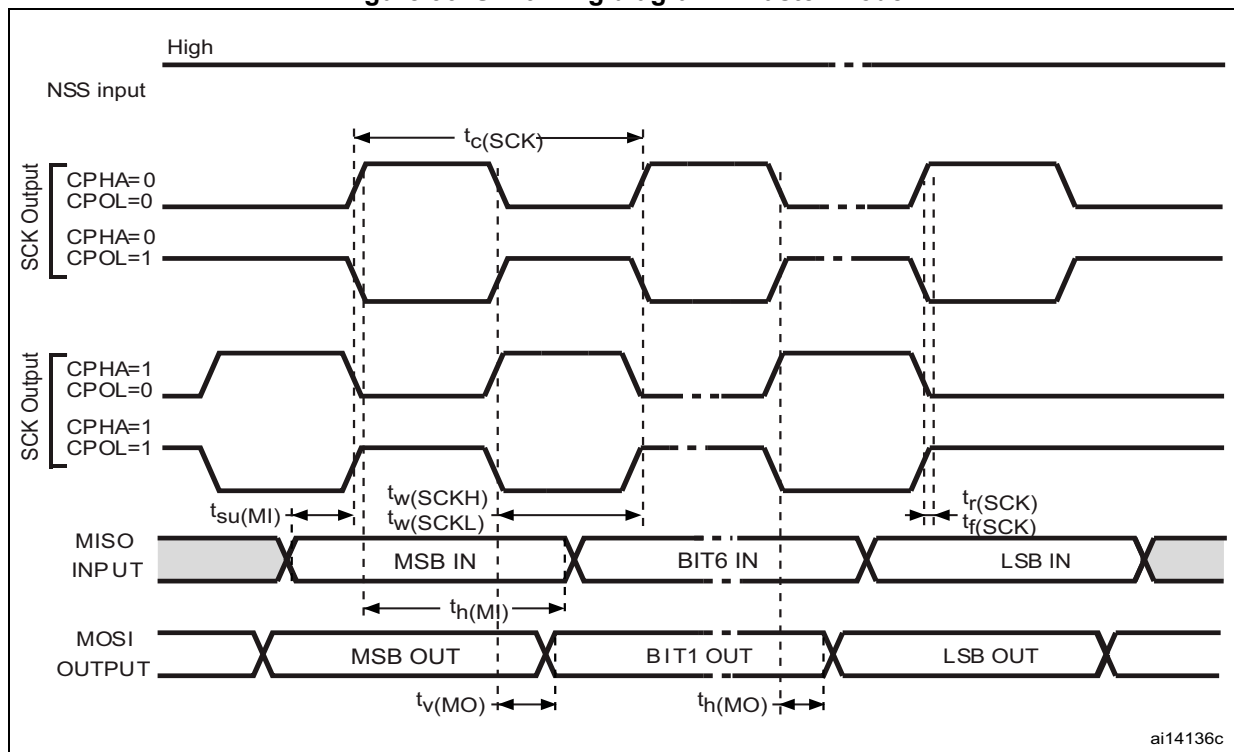 High
NSS input
tc(SCK)
SCK Output
CPHA=0
CPOL=0
CPHA=0
CPOL=1
SCK Output
CPHA=1
CPOL=0
CPHA=1
CPOL=1
tsu(MI)
tw(SCKH)
tw(SCKL)
tr(SCK)
tf(SCK)
MISO
INPUT
MSB IN
BIT6 IN
LSB IN
th(MI)
MOSI
OUTPUT
MSB OUT
BIT1 OUT
LSB OUT
tv(MO)
th(MO)
ai14136c